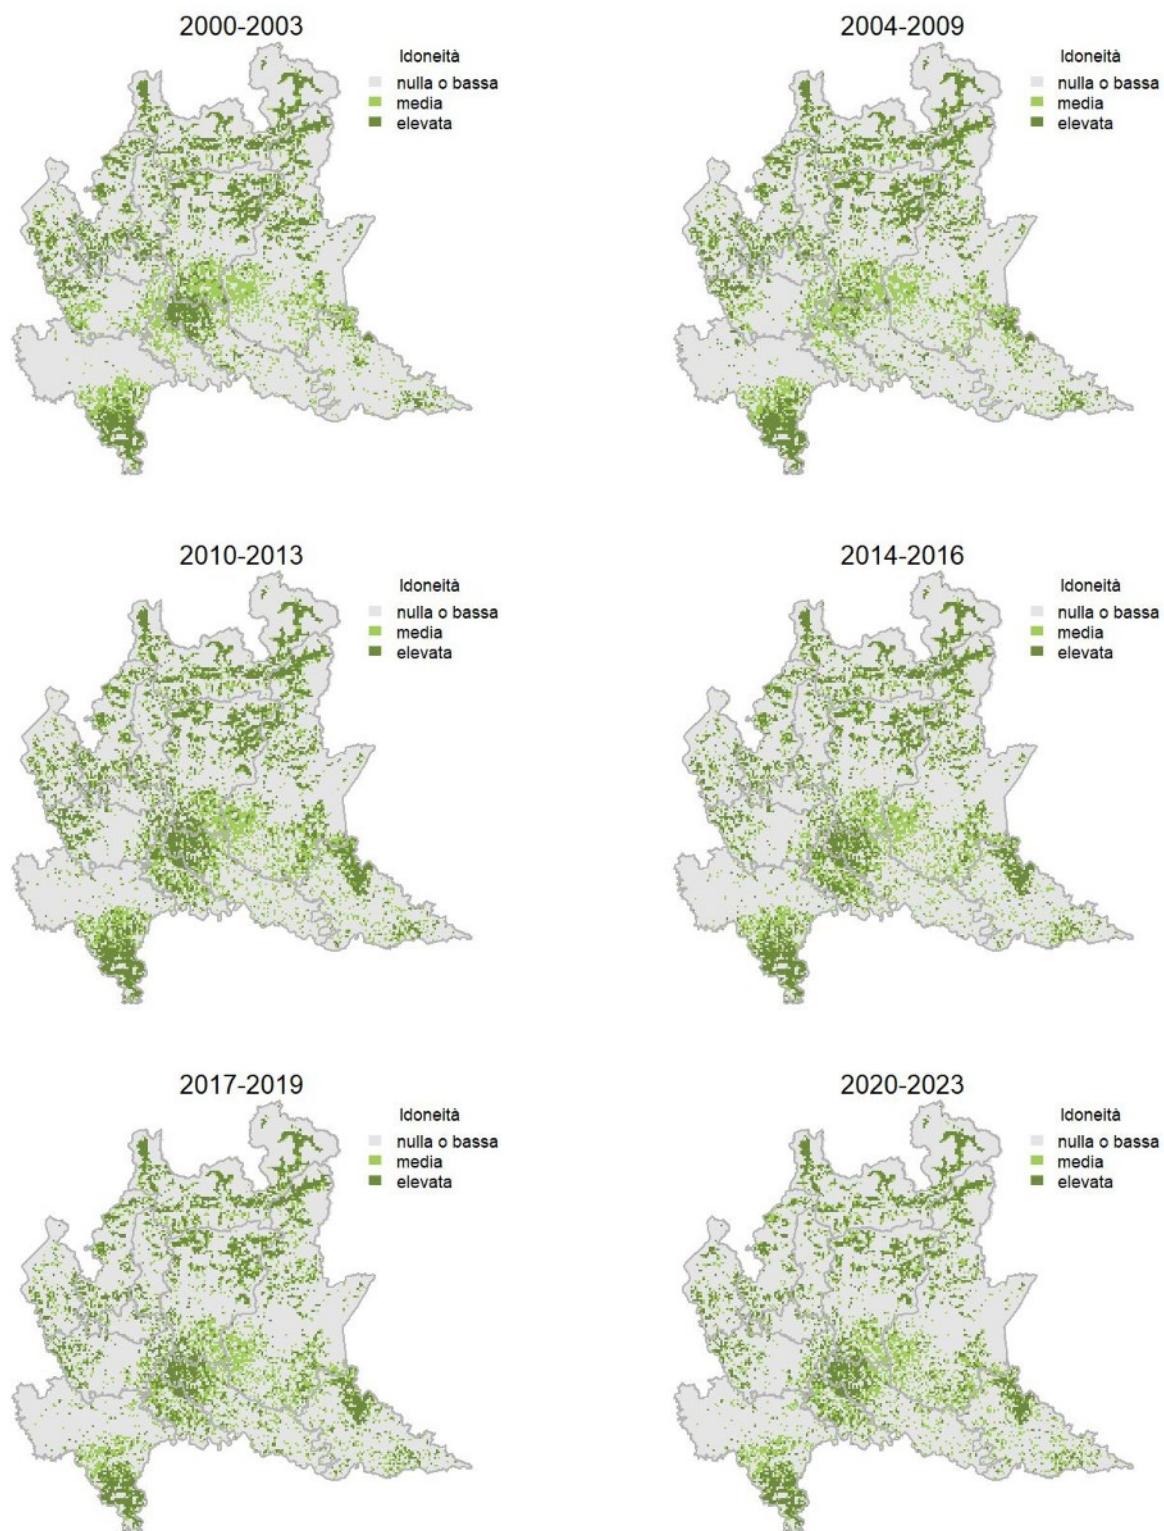 2000-2003
Idoneità
nulla o bassa
media
elevata
2004-2009
Idoneità
nulla o bassa
media
elevata
2010-2013
Idoneità
nulla o bassa
media
elevata
2014-2016
Idoneità
nulla o bassa
media
elevata
2017-2019
Idoneità
nulla o bassa
media
elevata
2020-2023
Idoneità
nulla o bassa
media
elevata